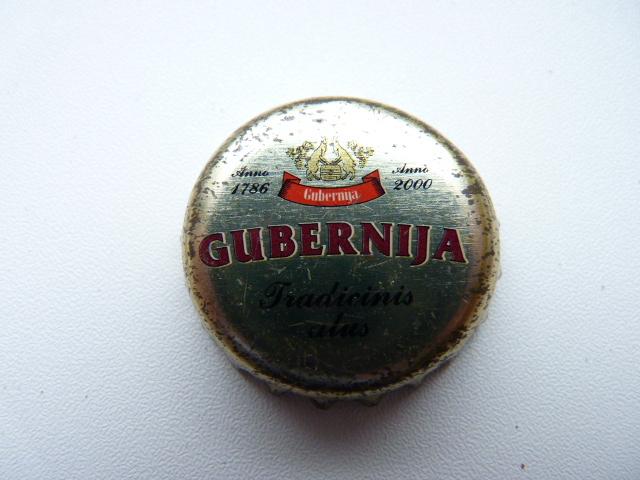 Anno 1786
Anno 2000
Gubernija
GUBERNIJA
Tradicinis
alus